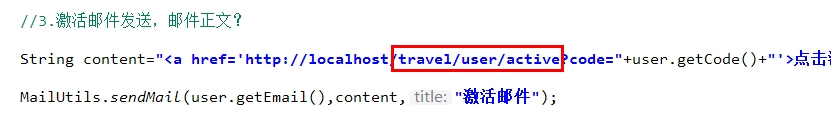 //3.激活邮件发送，邮件正文？
String content="<a href='http://localhost/travel/user/active?code="+user.getCode()+"'>点击
MailUtils.sendMail(user.getEmail(),content, title: "激活邮件");